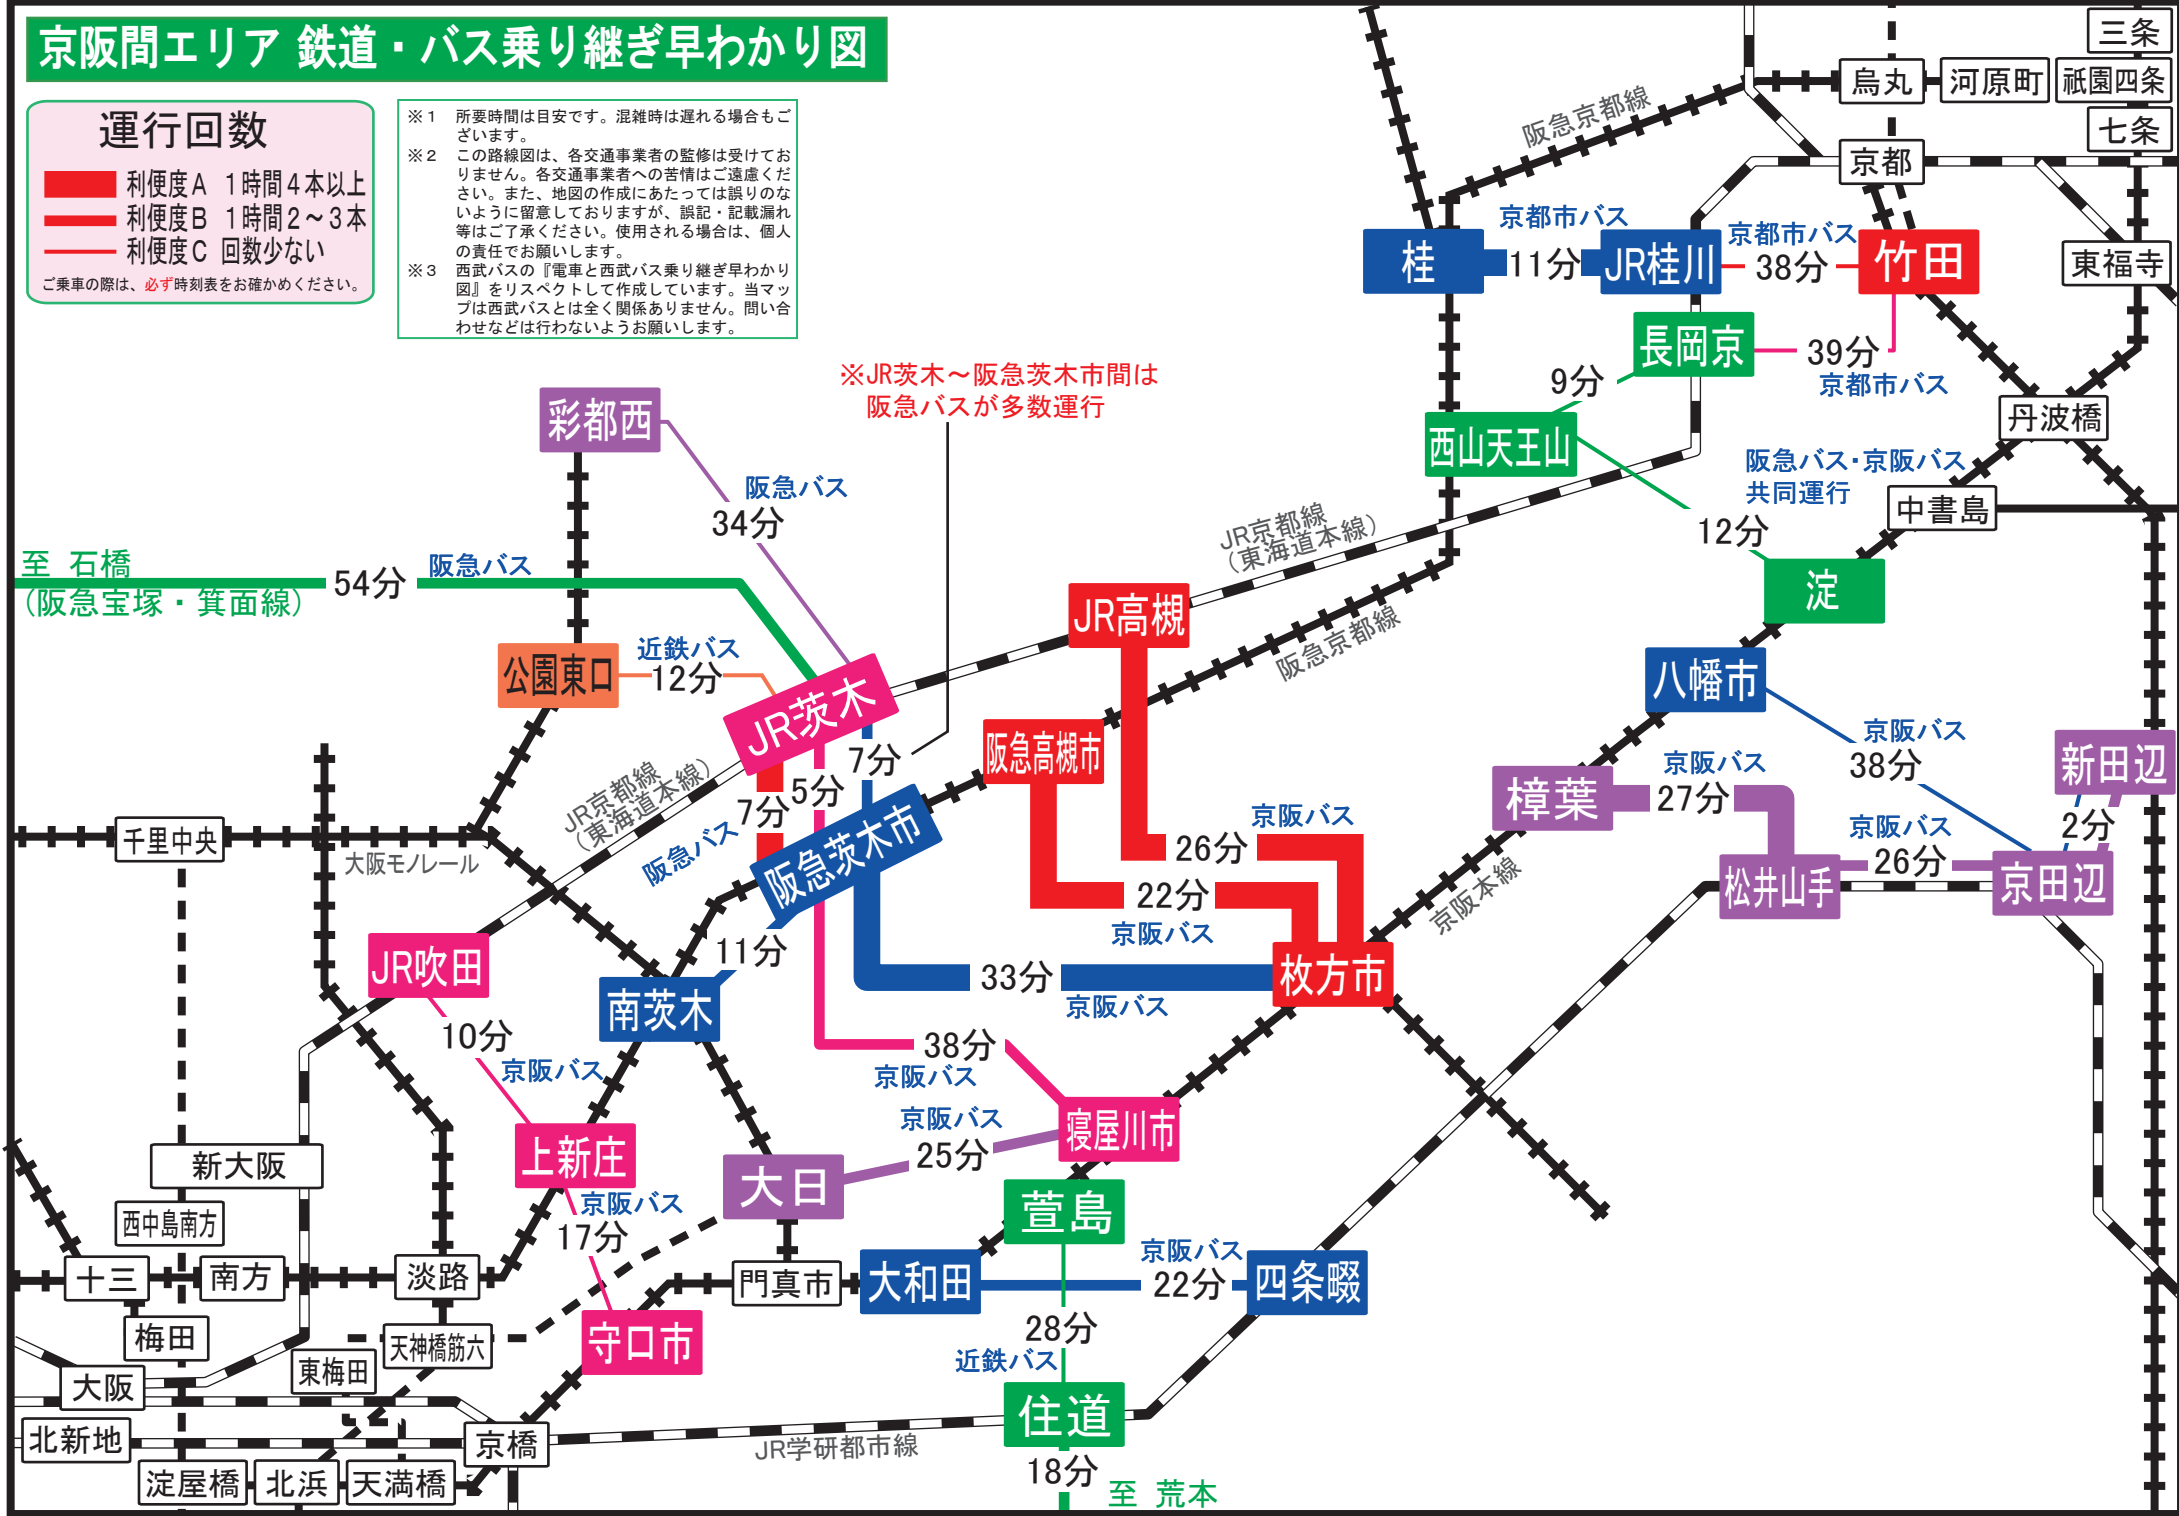 京阪間エリア 鉄道・バス乗り継ぎ早わかり図
運行回数
利便度A 1時間4本以上
利便度B 1時間2～3本
利便度C 回数少ない
ご乗車の際は、必ず時刻表をお確かめください。
※1 所要時間は目安です。混雑時は遅れる場合もご
ざいます。
※2 この路線図は、各交通事業者の監修は受けてお
りません。各交通事業者への苦情はご遠慮くだ
さい。また、地図の作成にあたっては誤りのな
いように留意しておりますが、誤記・記載漏れ
等はご了承ください。使用される場合は、個人
の責任でお願いします。
※3 西武バスの『電車と西武バス乗り継ぎ早わかり
図』をリスペクトして作成しています。当マッ
プは西武バスとは全く関係ありません。問い合
わせなどは行わないようお願いします。
三条
烏丸
河原町
祇園四条
七条
阪急京都線
京都
京都市バス
京都市バス
東福寺
桂
11分
JR桂川
38分
竹田
長岡京
39分
京都市バス
9分
※JR茨木～阪急茨木市間は
阪急バスが多数運行
彩都西
西山天王山
丹波橋
阪急バス・京阪バス
共同運行
阪急バス
34分
中書島
12分
JR京都線
（東海道本線）
至 石橋
54分
阪急バス
（阪急宝塚・箕面線）
淀
JR高槻
阪急京都線
公園東口
近鉄バス
12分
八幡市
JR茨木
7分
阪急高槻市
京阪バス
38分
新田辺
樟葉
京阪バス
27分
5分
7分
JR京都線
（東海道本線）
阪急バス
阪急茨木市
京阪バス
26分
2分
千里中央
大阪モノレール
京阪バス
26分
22分
京阪バス
松井山手
京田辺
京阪本線
11分
JR吹田
南茨木
33分
京阪バス
枚方市
10分
京阪バス
38分
京阪バス
京阪バス
25分
寝屋川市
新大阪
上新庄
大日
西中島南方
京阪バス
17分
萱島
十三
南方
淡路
門真市
大和田
京阪バス
22分
四条畷
梅田
天神橋筋六
守口市
28分
近鉄バス
東梅田
大阪
住道
北新地
京橋
JR学研都市線
淀屋橋
北浜
天満橋
18分
至 荒本